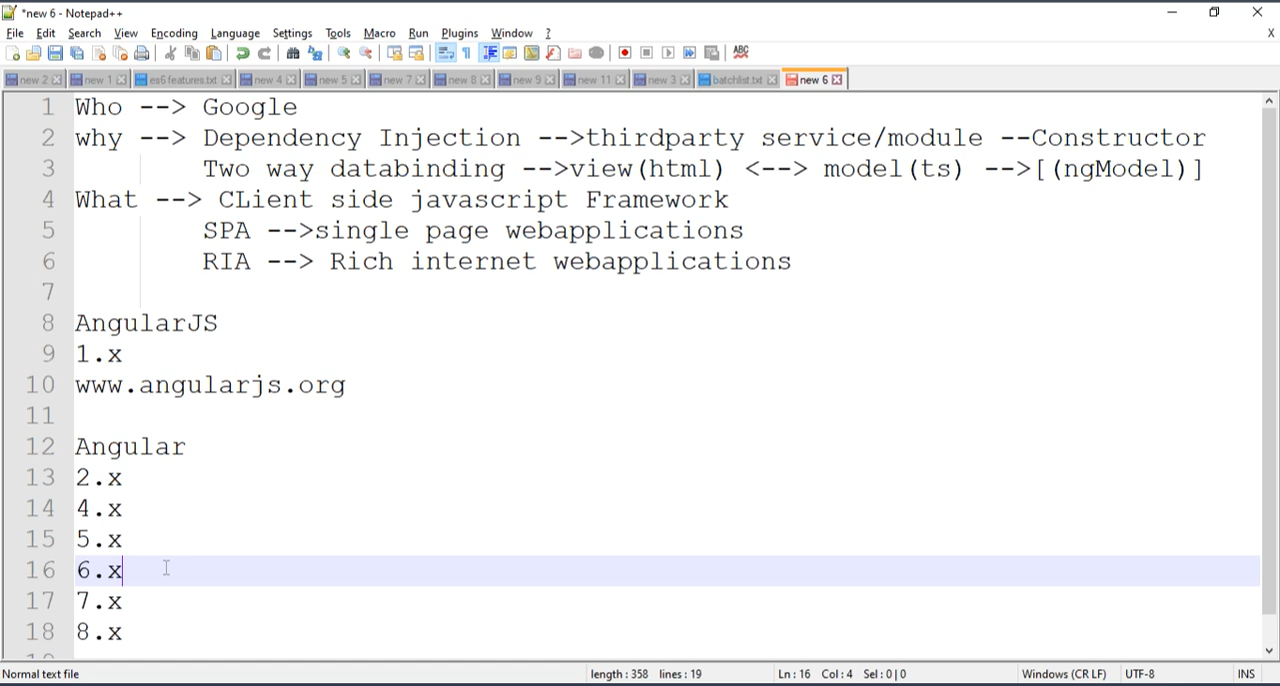 *new 6 - Notepad++
File Edit Search View Encoding Language Settings Tools Macro Run Plugins Window ? X
new 2 new 1 es6 features.txt new 4 new 5 new 7 new 8 new 9 new 11 new 3 batchlist.txt new 6
1 Who --> Google
2 why --> Dependency Injection -->thirdparty service/module --Constructor
3 Two way databinding -->view(html) <--> model(ts) -->[(ngModel)]
4 What --> CLient side javascript Framework
5 SPA -->single page webapplications
6 RIA --> Rich internet webapplications
7
8 AngularJS
9 1.x
10 www.angularjs.org
11
12 Angular
13 2.x
14 4.x
15 5.x
16 6.x
17 7.x
18 8.x
Normal text file length : 358 lines : 19 Ln : 16 Col : 4 Sel : 0 | 0 Windows (CR LF) UTF-8 INS